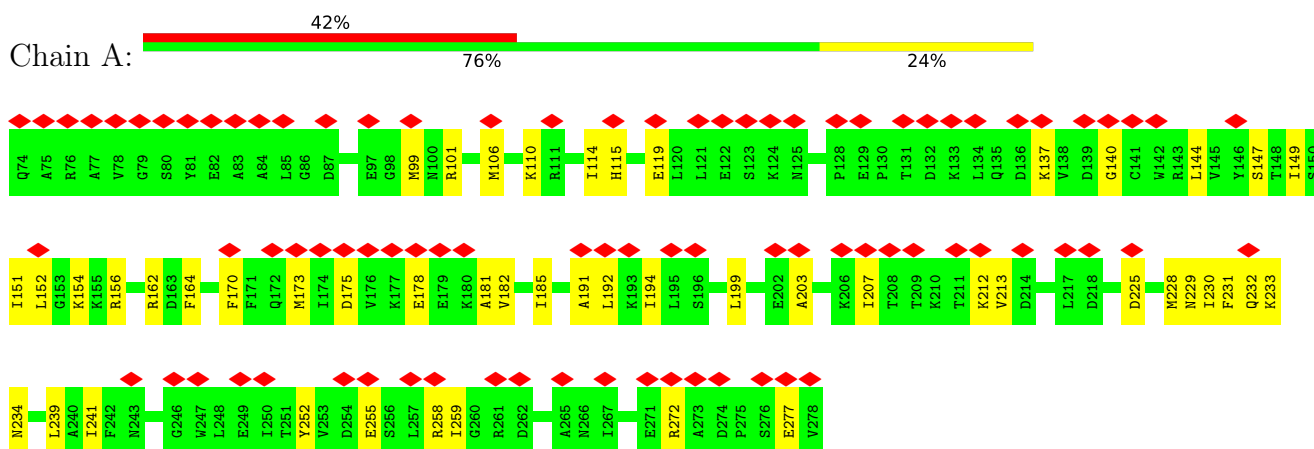 42%
Chain A:
76% 24%
Q74 A75 R76 A77 V78 G79 S80 Y81 E82 A83 A84 L85 G86 D87 E97 G98 M99 N100 R101 M106 K110 R111 I114 H115 E119 L120 L121 E122 S123 K124 N125 P128 E129 P130 T131 D132 K133 L134 Q135 D136 K137 V138 D139 G140 C141 W142 R143 L144 V145 Y146 S147 T148 I149 S150
I151 L152 G153 K154 K155 R156 R162 D163 F164 F170 F171 Q172 M173 I174 D175 V176 K177 E178 E179 K180 A181 V182 I185 A191 L192 K193 I194 L195 S196 L199 E202 A203 K206 I207 T208 T209 K210 T211 K212 V213 D214 L217 D218 D225 M228 N229 I230 F231 Q232 K233
N234 L239 A240 I241 F242 N243 G246 W247 L248 E249 I250 T251 Y252 V253 D254 E255 S256 L257 R258 I259 G260 R261 D262 A265 N266 I267 E271 R272 A273 D274 P275 S276 E277 V278